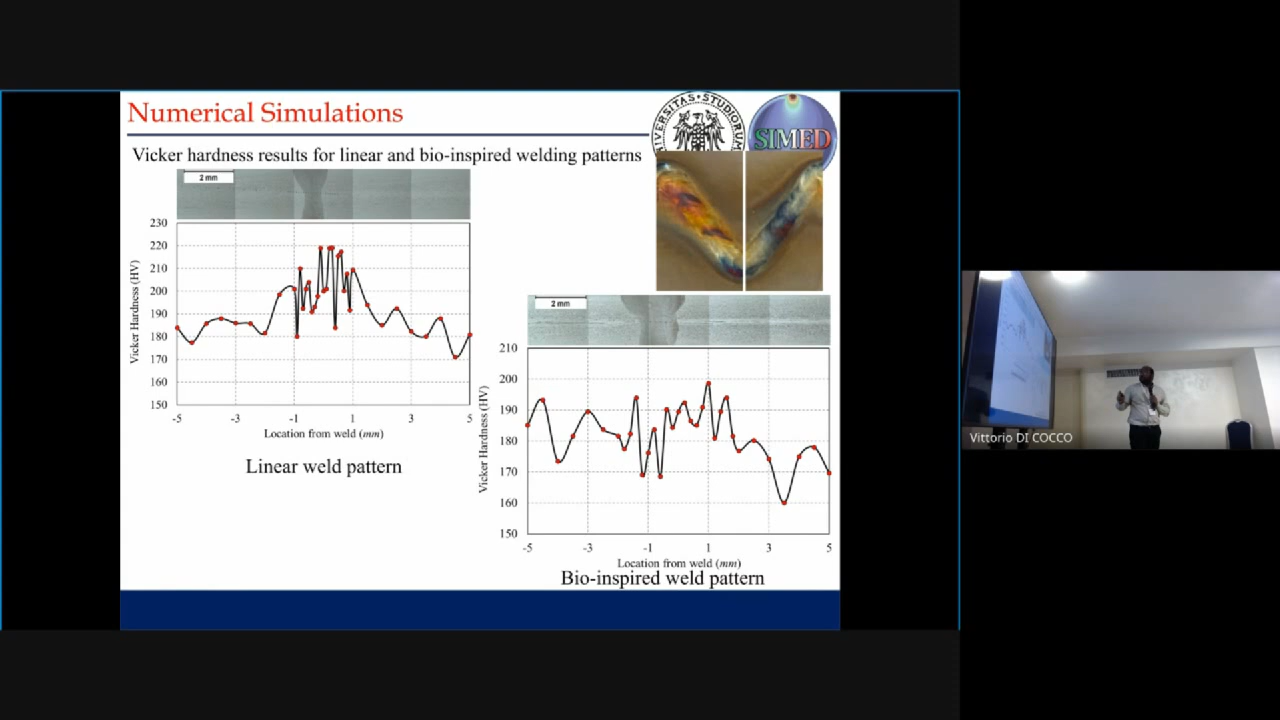 Numerical Simulations
UNIVERSITAS • STUDIORUM
SIMED
Vicker hardness results for linear and bio-inspired welding patterns
2 mm
230
220
210
200
190
180
170
160
150
Vicker Hardness (HV)
-5 -3 -1 1 3 5
Location from weld (mm)
Linear weld pattern
2 mm
210
200
190
180
170
160
150
Vicker Hardness (HV)
-5 -3 -1 1 3 5
Location from weld (mm)
Bio-inspired weld pattern
Vittorio DI COCCO